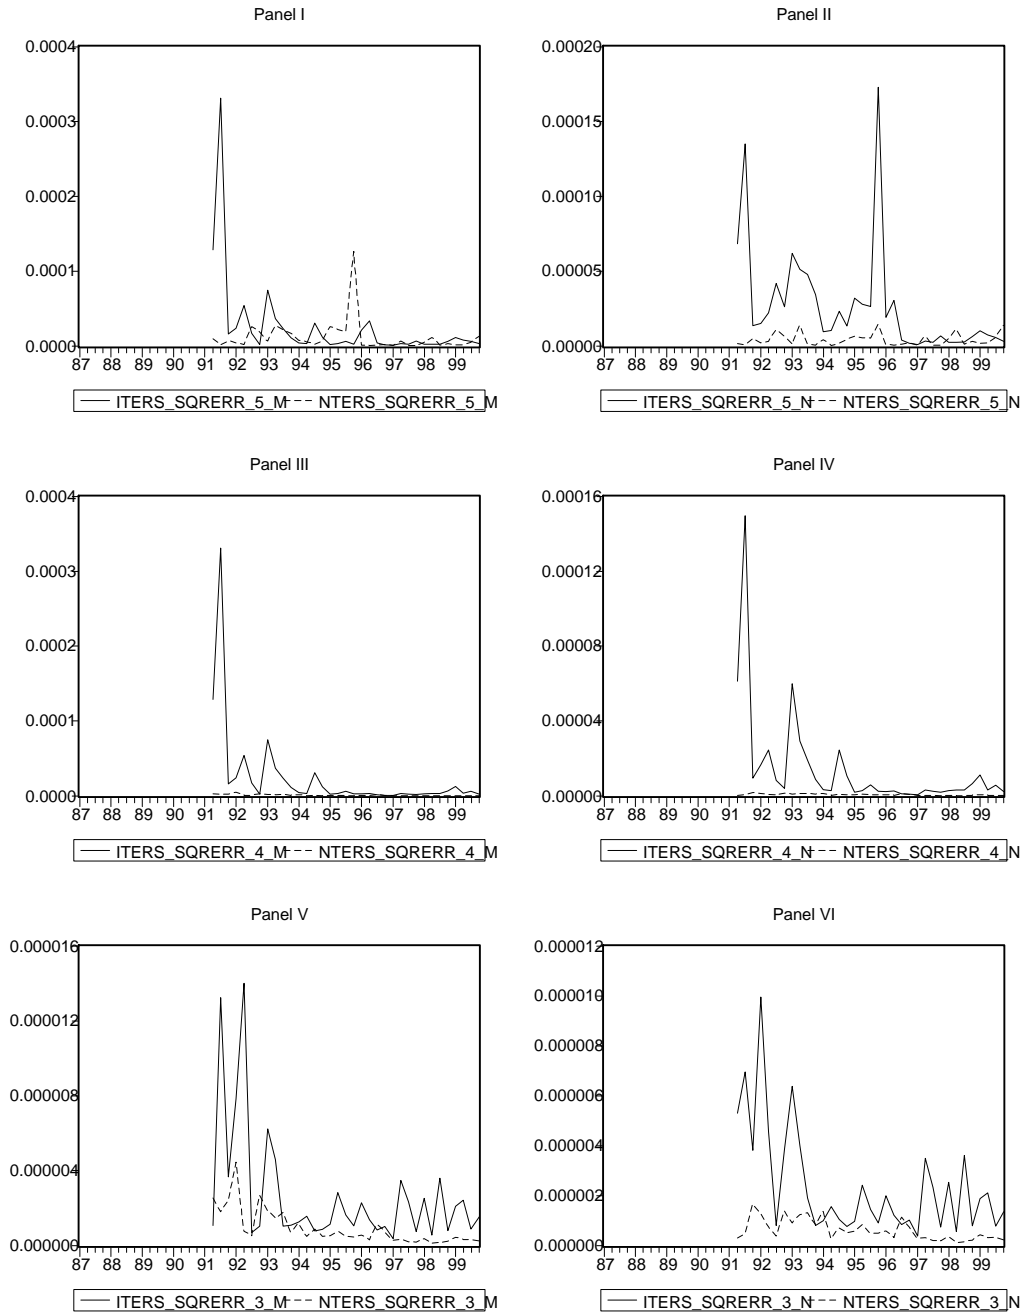 Panel I
0.0004
0.0003
0.0002
0.0001
0.0000
87 88 89 90 91 92 93 94 95 96 97 98 99
ITERS_SQRERR_5_M NTERS_SQRERR_5_M
Panel II
0.00020
0.00015
0.00010
0.00005
0.00000
87 88 89 90 91 92 93 94 95 96 97 98 99
ITERS_SQRERR_5_N NTERS_SQRERR_5_N
Panel III
0.0004
0.0003
0.0002
0.0001
0.0000
87 88 89 90 91 92 93 94 95 96 97 98 99
ITERS_SQRERR_4_M NTERS_SQRERR_4_M
Panel IV
0.00016
0.00012
0.00008
0.00004
0.00000
87 88 89 90 91 92 93 94 95 96 97 98 99
ITERS_SQRERR_4_N NTERS_SQRERR_4_N
Panel V
0.000016
0.000012
0.000008
0.000004
0.000000
87 88 89 90 91 92 93 94 95 96 97 98 99
ITERS_SQRERR_3_M NTERS_SQRERR_3_M
Panel VI
0.000012
0.000010
0.000008
0.000006
0.000004
0.000002
0.000000
87 88 89 90 91 92 93 94 95 96 97 98 99
ITERS_SQRERR_3_N NTERS_SQRERR_3_N